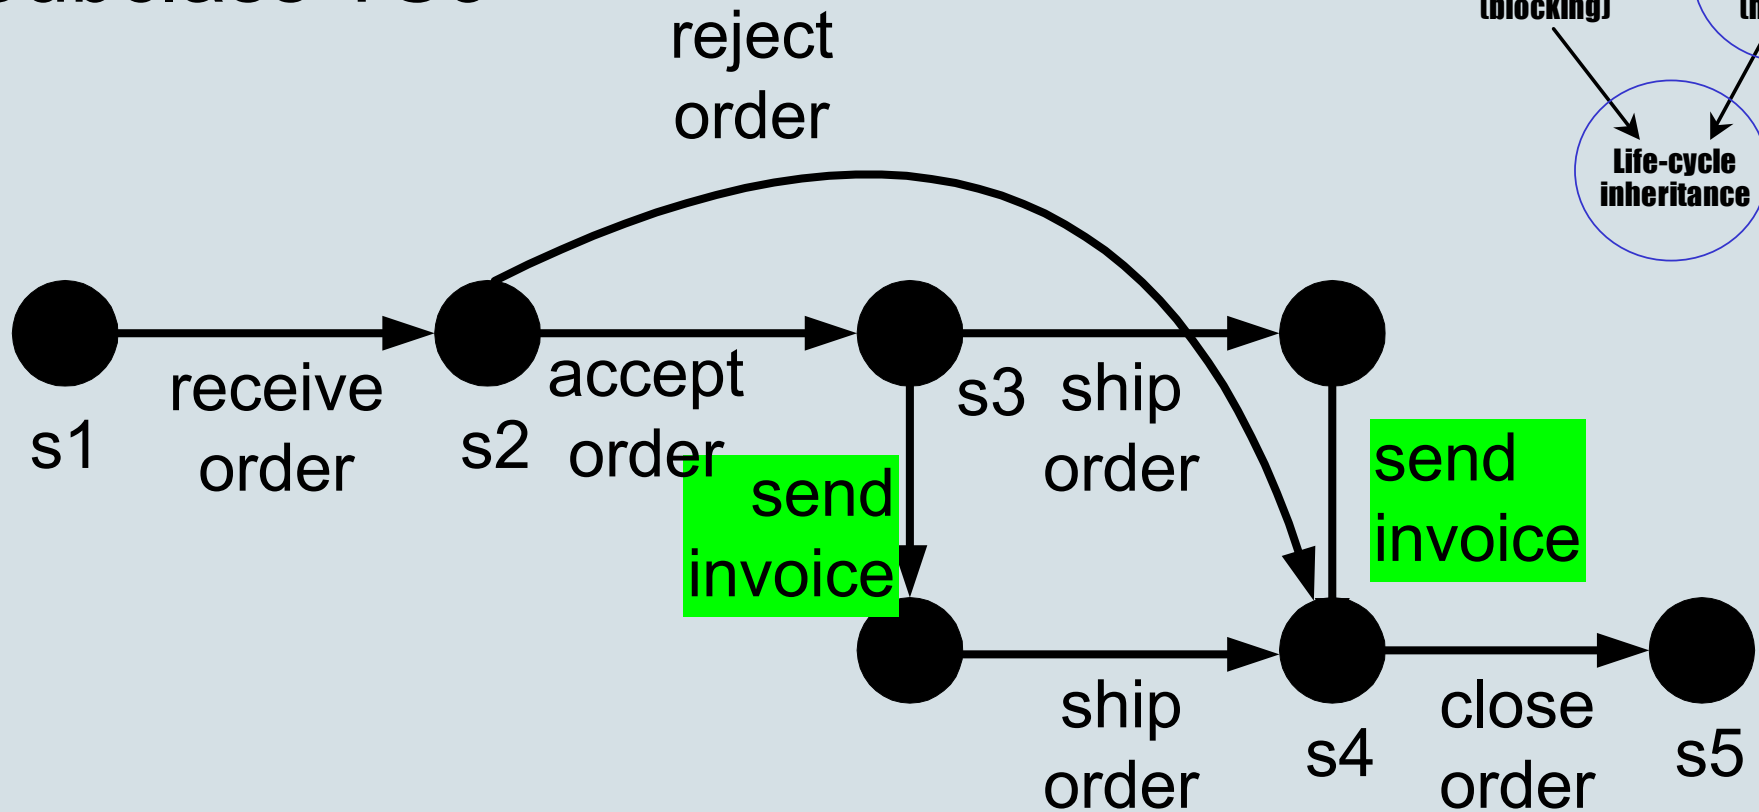 reject
order
(blocking)
Life-cycle
inheritance
receive
order
accept
order
s3
ship
order
s1
s2
send
invoice
send
invoice
ship
order
s4
close
order
s5